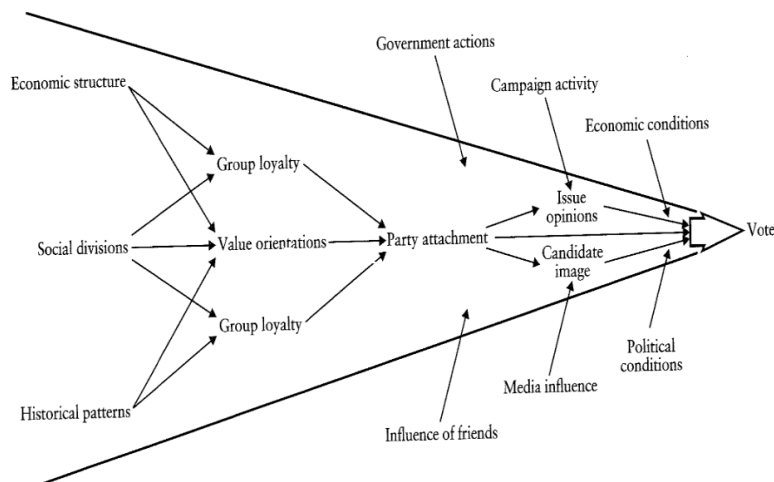 Government actions
Economic structure
Campaign activity
Economic conditions
Group loyalty
Issue
opinions
Social divisions
Value orientations
Party attachment
Vote
Candidate
image
Group loyalty
Political
conditions
Media influence
Historical patterns
Influence of friends